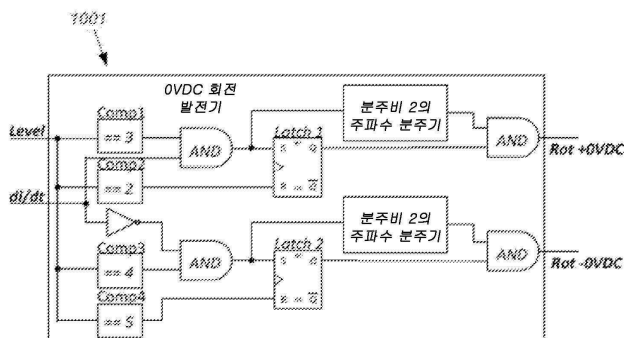 1001
0VDC 회전
발전기
분주비 2의
주파수 분주기
Comp1
Level
== 3
AND
Latch 1
S Q
R Q
AND
Rot +0VDC
Comp2
== 2
di/dt
분주비 2의
주파수 분주기
Comp3
== 4
AND
Latch 2
S Q
R Q
AND
Rot -0VDC
Comp4
== 5